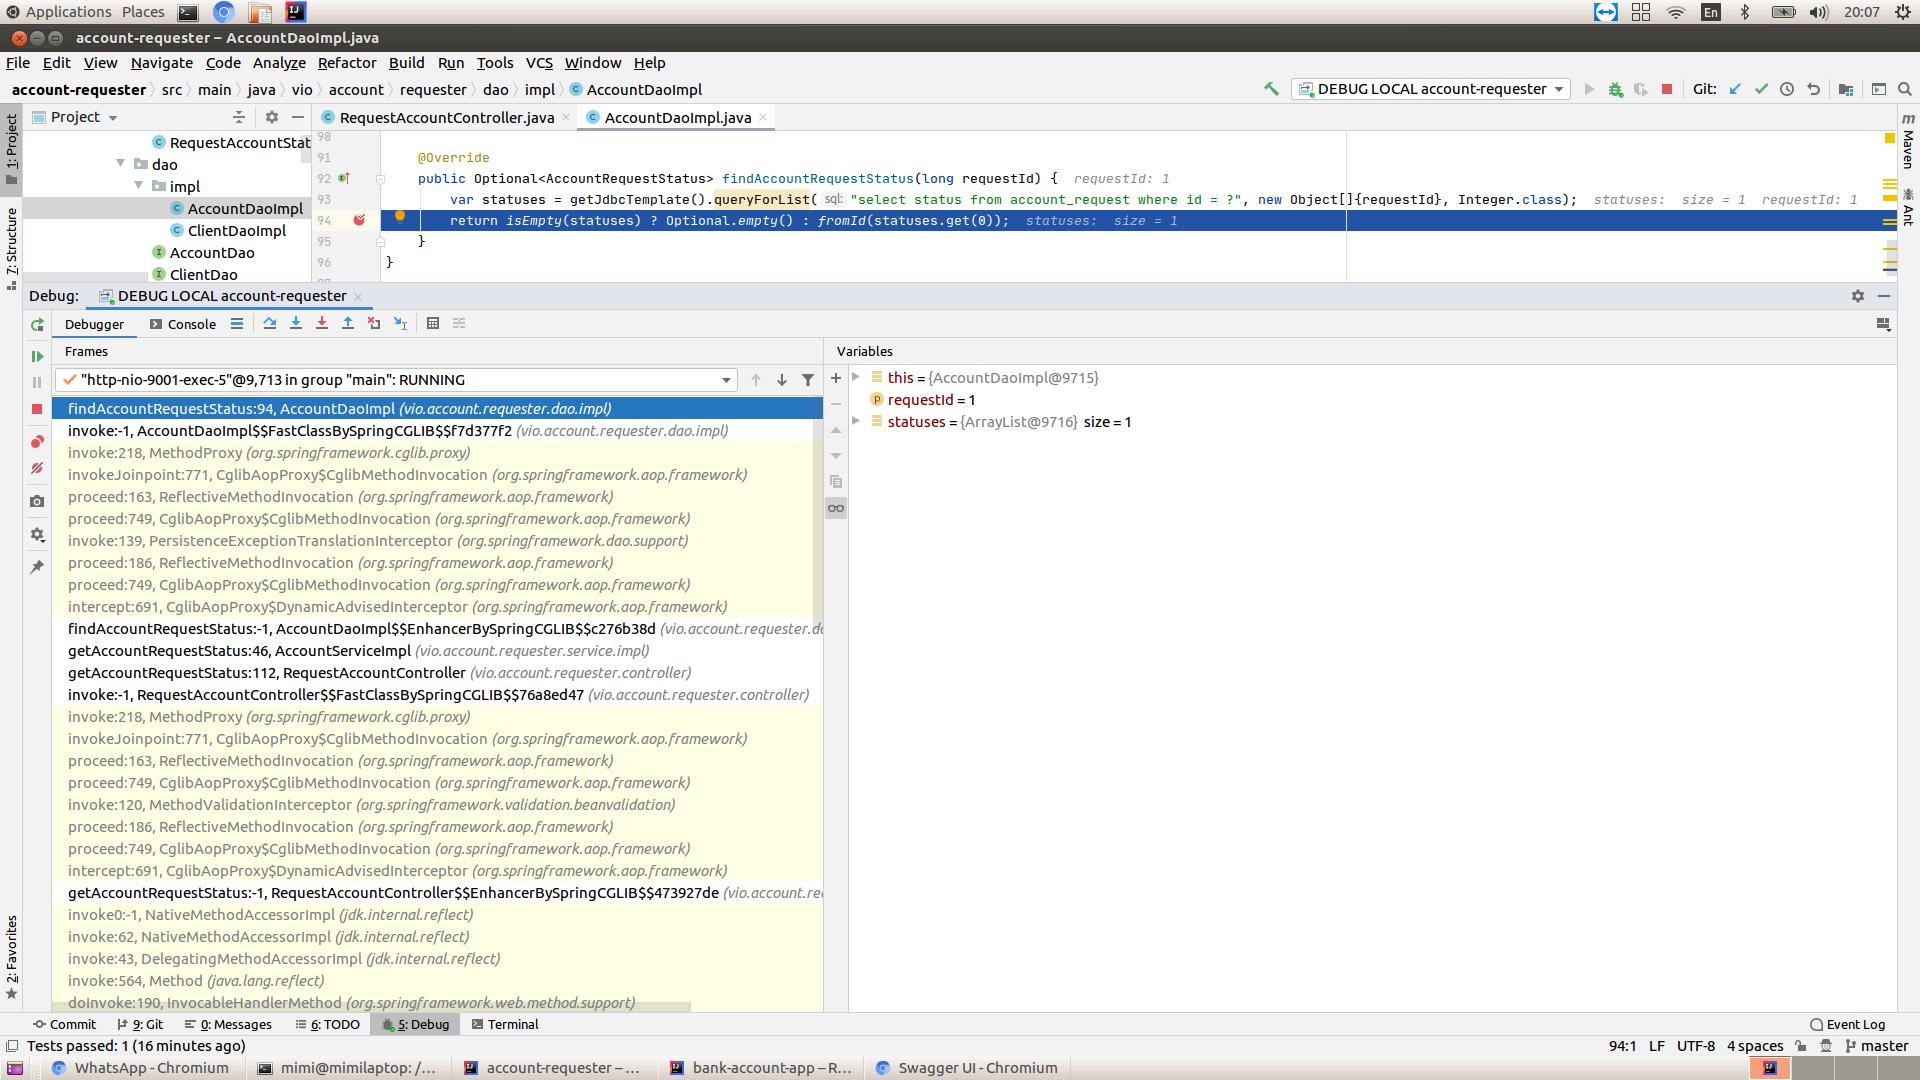 Applications Places En 20:07
account-requester – AccountDaoImpl.java
File Edit View Navigate Code Analyze Refactor Build Run Tools VCS Window Help
account-requester src main java vio account requester dao impl AccountDaoImpl DEBUG LOCAL account-requester Git:
1: Project
7: Structure
2: Favorites
Maven
Ant
Project
RequestAccountStat
dao
impl
AccountDaoImpl
ClientDaoImpl
AccountDao
ClientDao
RequestAccountController.java AccountDaoImpl.java
90
91 @Override
92 public Optional<AccountRequestStatus> findAccountRequestStatus(long requestId) { requestId: 1
93 var statuses = getJdbcTemplate().queryForList( sql: "select status from account_request where id = ?", new Object[]{requestId}, Integer.class); statuses: size = 1 requestId: 1
94 return isEmpty(statuses) ? Optional.empty() : fromId(statuses.get(0)); statuses: size = 1
95 }
96 }
97
Debug: DEBUG LOCAL account-requester
Debugger Console
Frames
"http-nio-9001-exec-5"@9,713 in group "main": RUNNING
findAccountRequestStatus:94, AccountDaoImpl (vio.account.requester.dao.impl)
invoke:-1, AccountDaoImpl$$FastClassBySpringCGLIB$$f7d377f2 (vio.account.requester.dao.impl)
invoke:218, MethodProxy (org.springframework.cglib.proxy)
invokeJoinpoint:771, CglibAopProxy$CglibMethodInvocation (org.springframework.aop.framework)
proceed:163, ReflectiveMethodInvocation (org.springframework.aop.framework)
proceed:749, CglibAopProxy$CglibMethodInvocation (org.springframework.aop.framework)
invoke:139, PersistenceExceptionTranslationInterceptor (org.springframework.dao.support)
proceed:186, ReflectiveMethodInvocation (org.springframework.aop.framework)
proceed:749, CglibAopProxy$CglibMethodInvocation (org.springframework.aop.framework)
intercept:691, CglibAopProxy$DynamicAdvisedInterceptor (org.springframework.aop.framework)
findAccountRequestStatus:-1, AccountDaoImpl$$EnhancerBySpringCGLIB$$c276b38d (vio.account.requester.da
getAccountRequestStatus:46, AccountServiceImpl (vio.account.requester.service.impl)
getAccountRequestStatus:112, RequestAccountController (vio.account.requester.controller)
invoke:-1, RequestAccountController$$FastClassBySpringCGLIB$$76a8ed47 (vio.account.requester.controller)
invoke:218, MethodProxy (org.springframework.cglib.proxy)
invokeJoinpoint:771, CglibAopProxy$CglibMethodInvocation (org.springframework.aop.framework)
proceed:163, ReflectiveMethodInvocation (org.springframework.aop.framework)
proceed:749, CglibAopProxy$CglibMethodInvocation (org.springframework.aop.framework)
invoke:120, MethodValidationInterceptor (org.springframework.validation.beanvalidation)
proceed:186, ReflectiveMethodInvocation (org.springframework.aop.framework)
proceed:749, CglibAopProxy$CglibMethodInvocation (org.springframework.aop.framework)
intercept:691, CglibAopProxy$DynamicAdvisedInterceptor (org.springframework.aop.framework)
getAccountRequestStatus:-1, RequestAccountController$$EnhancerBySpringCGLIB$$473927de (vio.account.req
invoke0:-1, NativeMethodAccessorImpl (jdk.internal.reflect)
invoke:62, NativeMethodAccessorImpl (jdk.internal.reflect)
invoke:43, DelegatingMethodAccessorImpl (jdk.internal.reflect)
invoke:564, Method (java.lang.reflect)
doInvoke:190, InvocableHandlerMethod (org.springframework.web.method.support)
Variables
this = {AccountDaoImpl@9715}
requestId = 1
statuses = {ArrayList@9716} size = 1
Commit 9: Git 0: Messages 6: TODO 5: Debug Terminal Event Log
Tests passed: 1 (16 minutes ago) 94:1 LF UTF-8 4 spaces master
WhatsApp - Chromium mimi@mimilaptop: /... account-requester – ... bank-account-app – R... Swagger UI - Chromium